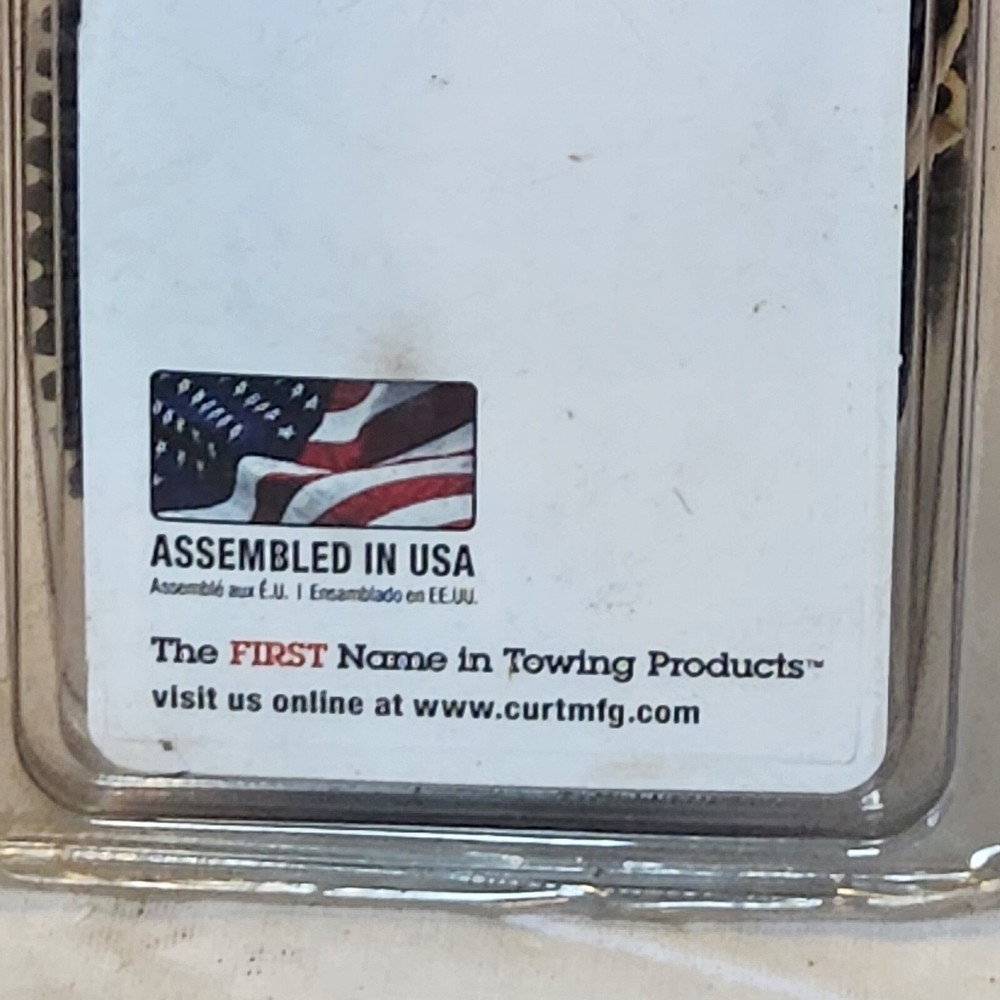 ASSEMBLED IN USA
Assemblé aux É.U. | Ensamblado en EE.UU.
The FIRST Name in Towing Products™
visit us online at www.curtmfg.com